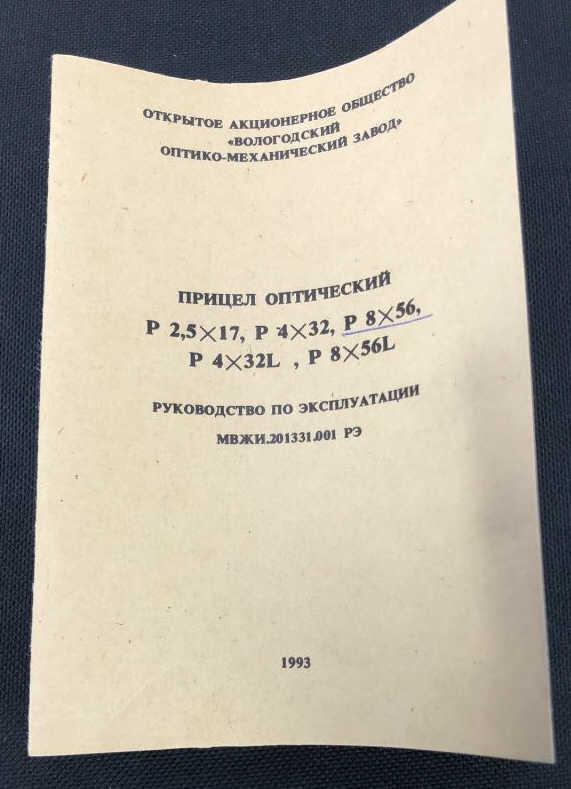 ОТКРЫТОЕ АКЦИОНЕРНОЕ ОБЩЕСТВО
«ВОЛОГОДСКИЙ
ОПТИКО-МЕХАНИЧЕСКИЙ ЗАВОД»
ПРИЦЕЛ ОПТИЧЕСКИЙ
Р 2,5×17, Р 4×32, Р 8×56,
Р 4×32L , Р 8×56L
РУКОВОДСТВО ПО ЭКСПЛУАТАЦИИ
МВЖИ.201331.001 РЭ
1993